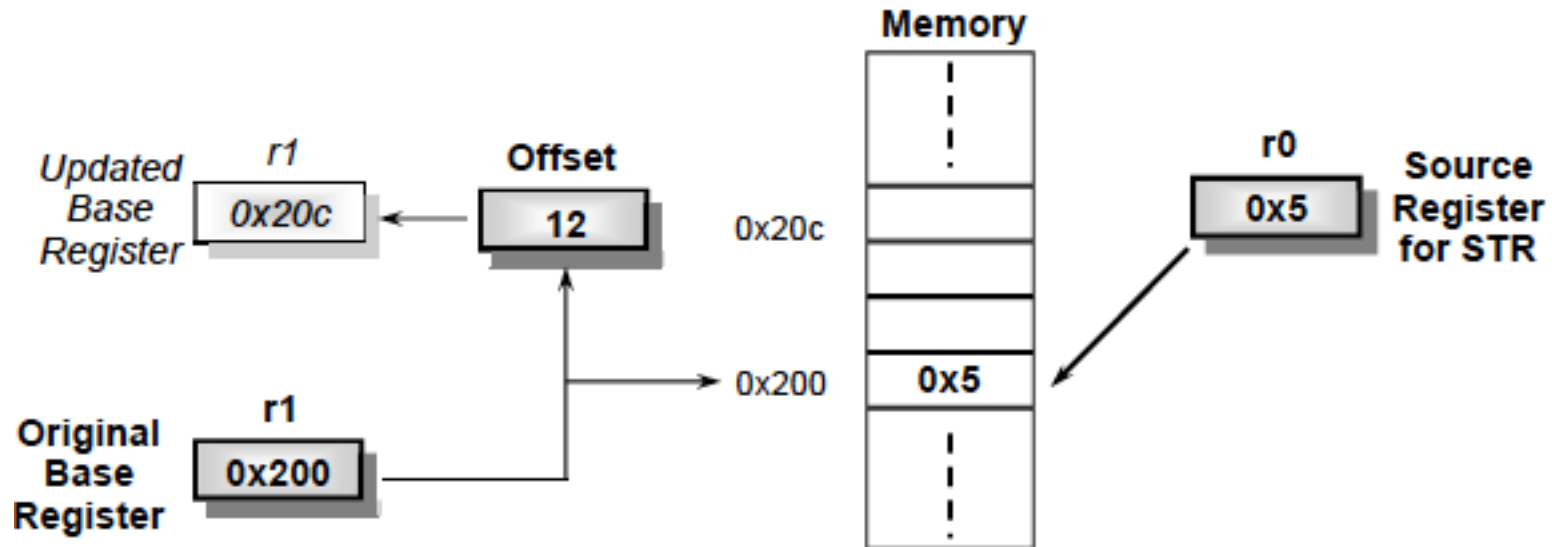 Memory
Updated
Base
Register
r1
0x20c
Offset
12
0x20c
r0
0x5
Source
Register
for STR
0x200
0x5
Original
Base
Register
r1
0x200